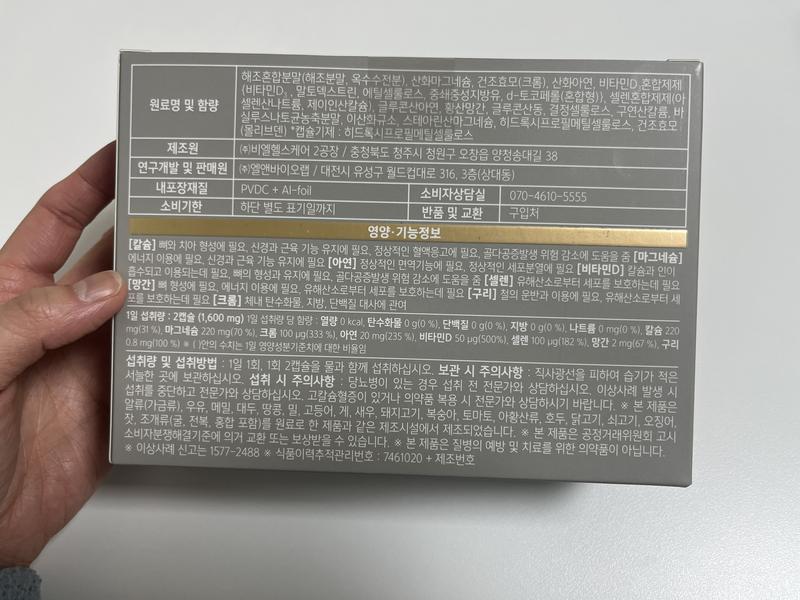 원료명 및 함량
해조혼합분말(해조분말, 옥수수전분), 산화마그네슘, 건조효모(크롬), 산화아연, 비타민D₃혼합제제
(비타민D₃, 말토덱스트린, 에틸셀룰로스, 중쇄중성지방유, d-토코페롤(혼합형)), 셀렌혼합제제(아
셀렌산나트륨, 제이인산칼슘), 글루콘산아연, 황산망간, 글루콘산동, 결정셀룰로스, 구연산칼륨, 바
실루스나토균농축분말, 이산화규소, 스테아린산마그네슘, 히드록시프로필메틸셀룰로스, 건조효모
(몰리브덴) *캡슐기제 : 히드록시프로필메틸셀룰로스
제조원 ㈜비엘헬스케어 2공장 / 충청북도 청주시 청원구 오창읍 양청송대길 38
연구개발 및 판매원 ㈜엘앤바이오랩 / 대전시 유성구 월드컵대로 316, 3층(상대동)
내포장재질 PVDC + Al-foil 소비자상담실 070-4610-5555
소비기한 하단 별도 표기일까지 반품 및 교환 구입처
영양·기능정보
[칼슘] 뼈와 치아 형성에 필요, 신경과 근육 기능 유지에 필요, 정상적인 혈액응고에 필요, 골다공증발생 위험 감소에 도움을 줌 [마그네슘]
에너지 이용에 필요, 신경과 근육 기능 유지에 필요 [아연] 정상적인 면역기능에 필요, 정상적인 세포분열에 필요 [비타민D] 칼슘과 인이
흡수되고 이용되는데 필요, 뼈의 형성과 유지에 필요, 골다공증발생 위험 감소에 도움을 줌 [셀렌] 유해산소로부터 세포를 보호하는데 필요
[망간] 뼈 형성에 필요, 에너지 이용에 필요, 유해산소로부터 세포를 보호하는데 필요 [구리] 철의 운반과 이용에 필요, 유해산소로부터 세
포를 보호하는데 필요 [크롬] 체내 탄수화물, 지방, 단백질 대사에 관여
1일 섭취량 : 2캡슐 (1,600 mg) 1일 섭취량 당 함량 : 열량 0 kcal, 탄수화물 0 g(0 %), 단백질 0 g(0 %), 지방 0 g(0 %), 나트륨 0 mg(0 %), 칼슘 220
mg(31 %), 마그네슘 220 mg(70 %), 크롬 100 μg(333 %), 아연 20 mg(235 %), 비타민D 50 μg(500%), 셀렌 100 μg(182 %), 망간 2 mg(67 %), 구리
0.8 mg(100 %) ※ ( )안의 수치는 1일 영양성분기준치에 대한 비율임
섭취량 및 섭취방법 : 1일 1회, 1회 2캡슐을 물과 함께 섭취하십시오. 보관 시 주의사항 : 직사광선을 피하여 습기가 적은
서늘한 곳에 보관하십시오. 섭취 시 주의사항 : 당뇨병이 있는 경우 섭취 전 전문가와 상담하십시오. 이상사례 발생 시
섭취를 중단하고 전문가와 상담하십시오. 고칼슘혈증이 있거나 의약품 복용 시 전문가와 상담하시기 바랍니다. ※ 본 제품은
알류(가금류), 우유, 메밀, 대두, 땅콩, 밀, 고등어, 게, 새우, 돼지고기, 복숭아, 토마토, 아황산류, 호두, 닭고기, 쇠고기, 오징어,
잣, 조개류(굴, 전복, 홍합 포함)를 원료로 한 제품과 같은 제조시설에서 제조되었습니다. ※ 본 제품은 공정거래위원회 고시
소비자분쟁해결기준에 의거 교환 또는 보상받을 수 있습니다. ※ 본 제품은 질병의 예방 및 치료를 위한 의약품이 아닙니다.
※ 이상사례 신고는 1577-2488 ※ 식품이력추적관리번호 : 7461020 + 제조번호